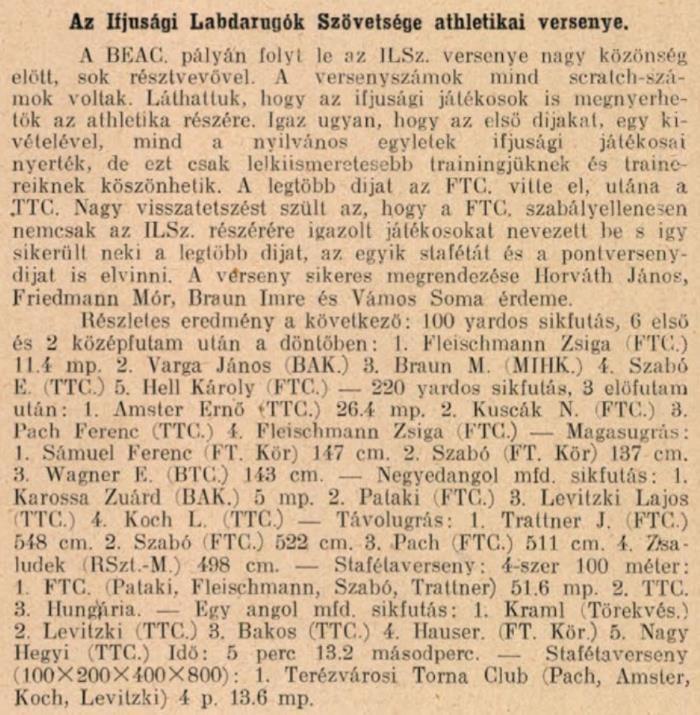 Az Ifjusági Labdarugók Szövetsége athletikai versenye.
A BEAC. pályán folyt le az ILSz. versenye nagy közönség
előtt, sok résztvevővel. A versenyszámok mind scratch-szá-
mok voltak. Láthattuk, hogy az ifjusági játékosok is megnyerhe-
tők az athletika részére. Igaz ugyan, hogy az első dijakat, egy ki-
vételével, mind a nyilvános egyletek ifjusági játékosai
nyerték, de ezt csak lelkiismeretesebb trainingjüknek és traine-
reiknek köszönhetik. A legtöbb dijat az FTC. vitte el, utána a
TTC. Nagy visszatetszést szült az, hogy a FTC. szabályellenesen
nemcsak az ILSz. részérére igazolt játékosokat nevezett be s igy
sikerült neki a legtöbb dijat, az egyik stafétát és a pontverseny-
dijat is elvinni. A verseny sikeres megrendezése Horváth János,
Friedmann Mór, Braun Imre és Vámos Soma érdeme.
Részletes eredmény a következő: 100 yardos sikfutás, 6 első
és 2 középfutam után a döntőben: 1. Fleischmann Zsiga (FTC.)
11.4 mp. 2. Varga János (BAK.) 3. Braun M. (MIHK.) 4. Szabó
E. (TTC.) 5. Hell Károly (FTC.) — 220 yardos sikfutás, 3 előfutam
után: 1. Amster Ernő (TTC.) 26.4 mp. 2. Kuscák N. (FTC.) 3.
Pach Ferenc (TTC.) 4. Fleischmann Zsiga (FTC.) — Magasugrás:
1. Sámuel Ferenc (FT. Kör) 147 cm. 2. Szabó (FT. Kör) 137 cm.
3. Wagner E. (BTC.) 143 cm. — Negyedangol mfd. sikfutás: 1.
Karossa Zuárd (BAK.) 5 mp. 2. Pataki (FTC.) 3. Levitzki Lajos
(TTC.) 4. Koch L. (TTC.) — Távolugrás: 1. Trattner J. (FTC.)
548 cm. 2. Szabó (FTC.) 522 cm. 3. Pach (FTC.) 511 cm. 4. Zsa-
ludek (RSzt.-M.) 498 cm. — Stafétaverseny: 4-szer 100 méter:
1. FTC. (Pataki, Fleischmann, Szabó, Trattner) 51.6 mp. 2. TTC.
3. Hungária. — Egy angol mfd. sikfutás: 1. Kraml (Törekvés.)
2. Levitzki (TTC.) 3. Bakos (TTC.) 4. Hauser. (FT. Kör.) 5. Nagy
Hegyi (TTC.) Idő: 5 perc 13.2 másodperc. — Stafétaverseny
(100×200×400×800): 1. Terézvárosi Torna Club (Pach, Amster,
Koch, Levitzki) 4 p. 13.6 mp.